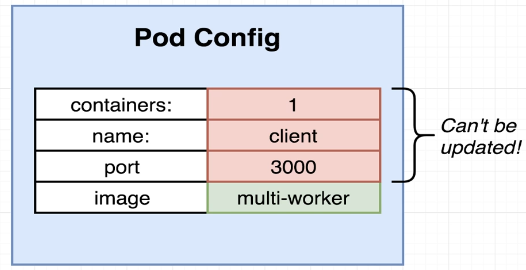 Pod Config
containers: 1
name: client
port 3000
image multi-worker
Can't be
updated!